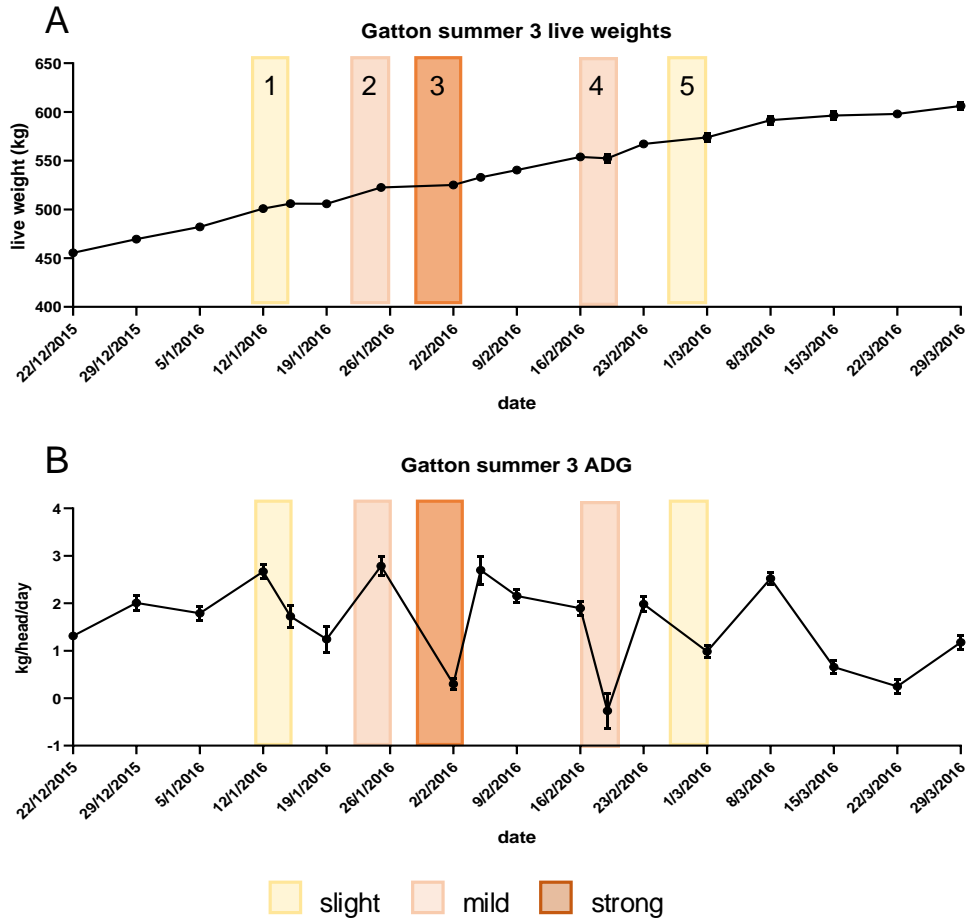 A
Gatton summer 3 live weights
live weight (kg)
650
600
550
500
450
400
1 2 3 4 5
22/12/2015 29/12/2015 5/1/2016 12/1/2016 19/1/2016 26/1/2016 2/2/2016 9/2/2016 16/2/2016 23/2/2016 1/3/2016 8/3/2016 15/3/2016 22/3/2016 29/3/2016
date
B
Gatton summer 3 ADG
kg/head/day
4
3
2
1
0
-1
22/12/2015 29/12/2015 5/1/2016 12/1/2016 19/1/2016 26/1/2016 2/2/2016 9/2/2016 16/2/2016 23/2/2016 1/3/2016 8/3/2016 15/3/2016 22/3/2016 29/3/2016
date
slight mild strong